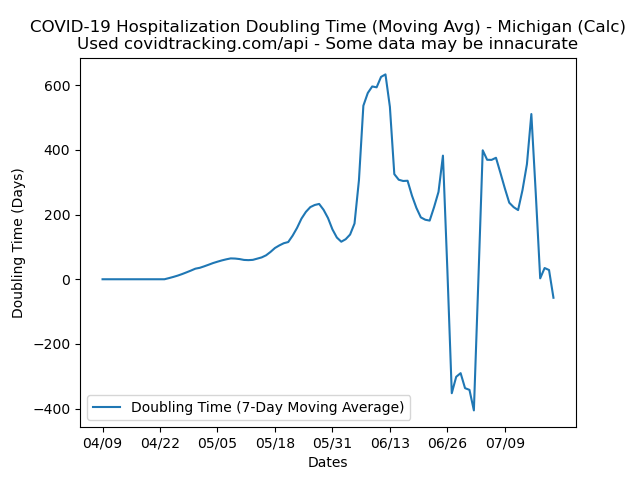 COVID-19 Hospitalization Doubling Time (Moving Avg) - Michigan (Calc)
Used covidtracking.com/api - Some data may be innacurate
Doubling Time (Days)
600
400
200
0
−200
−400
Doubling Time (7-Day Moving Average)
04/09 04/22 05/05 05/18 05/31 06/13 06/26 07/09
Dates